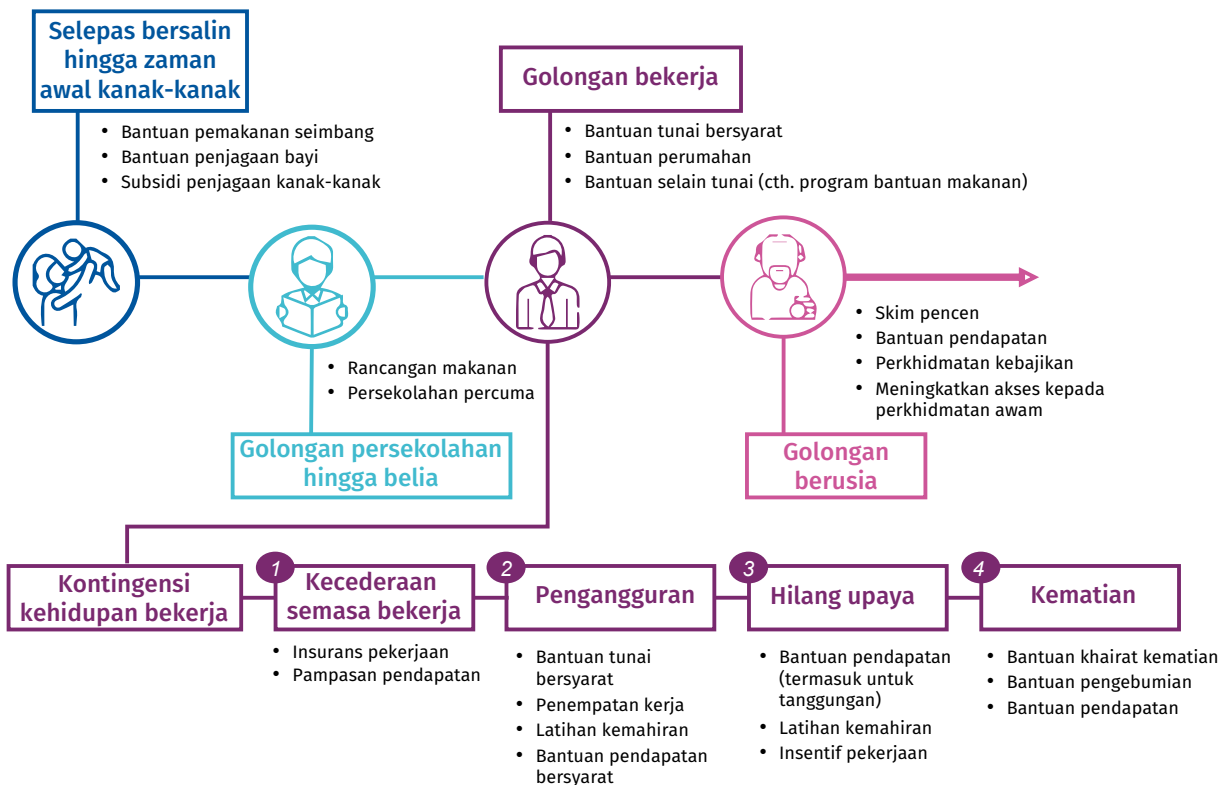 Selepas bersalin
hingga zaman
awal kanak-kanak
• Bantuan pemakanan seimbang
• Bantuan penjagaan bayi
• Subsidi penjagaan kanak-kanak
Golongan bekerja
• Bantuan tunai bersyarat
• Bantuan perumahan
• Bantuan selain tunai (cth. program bantuan makanan)
• Rancangan makanan
• Persekolahan percuma
Golongan persekolahan
hingga belia
• Skim pencen
• Bantuan pendapatan
• Perkhidmatan kebajikan
• Meningkatkan akses kepada
perkhidmatan awam
Golongan
berusia
Kontingensi
kehidupan bekerja
1
Kecederaan
semasa bekerja
• Insurans pekerjaan
• Pampasan pendapatan
2
Pengangguran
• Bantuan tunai
bersyarat
• Penempatan kerja
• Latihan kemahiran
• Bantuan pendapatan
bersyarat
3
Hilang upaya
• Bantuan pendapatan
(termasuk untuk
tanggungan)
• Latihan kemahiran
• Insentif pekerjaan
4
Kematian
• Bantuan khairat kematian
• Bantuan pengebumian
• Bantuan pendapatan